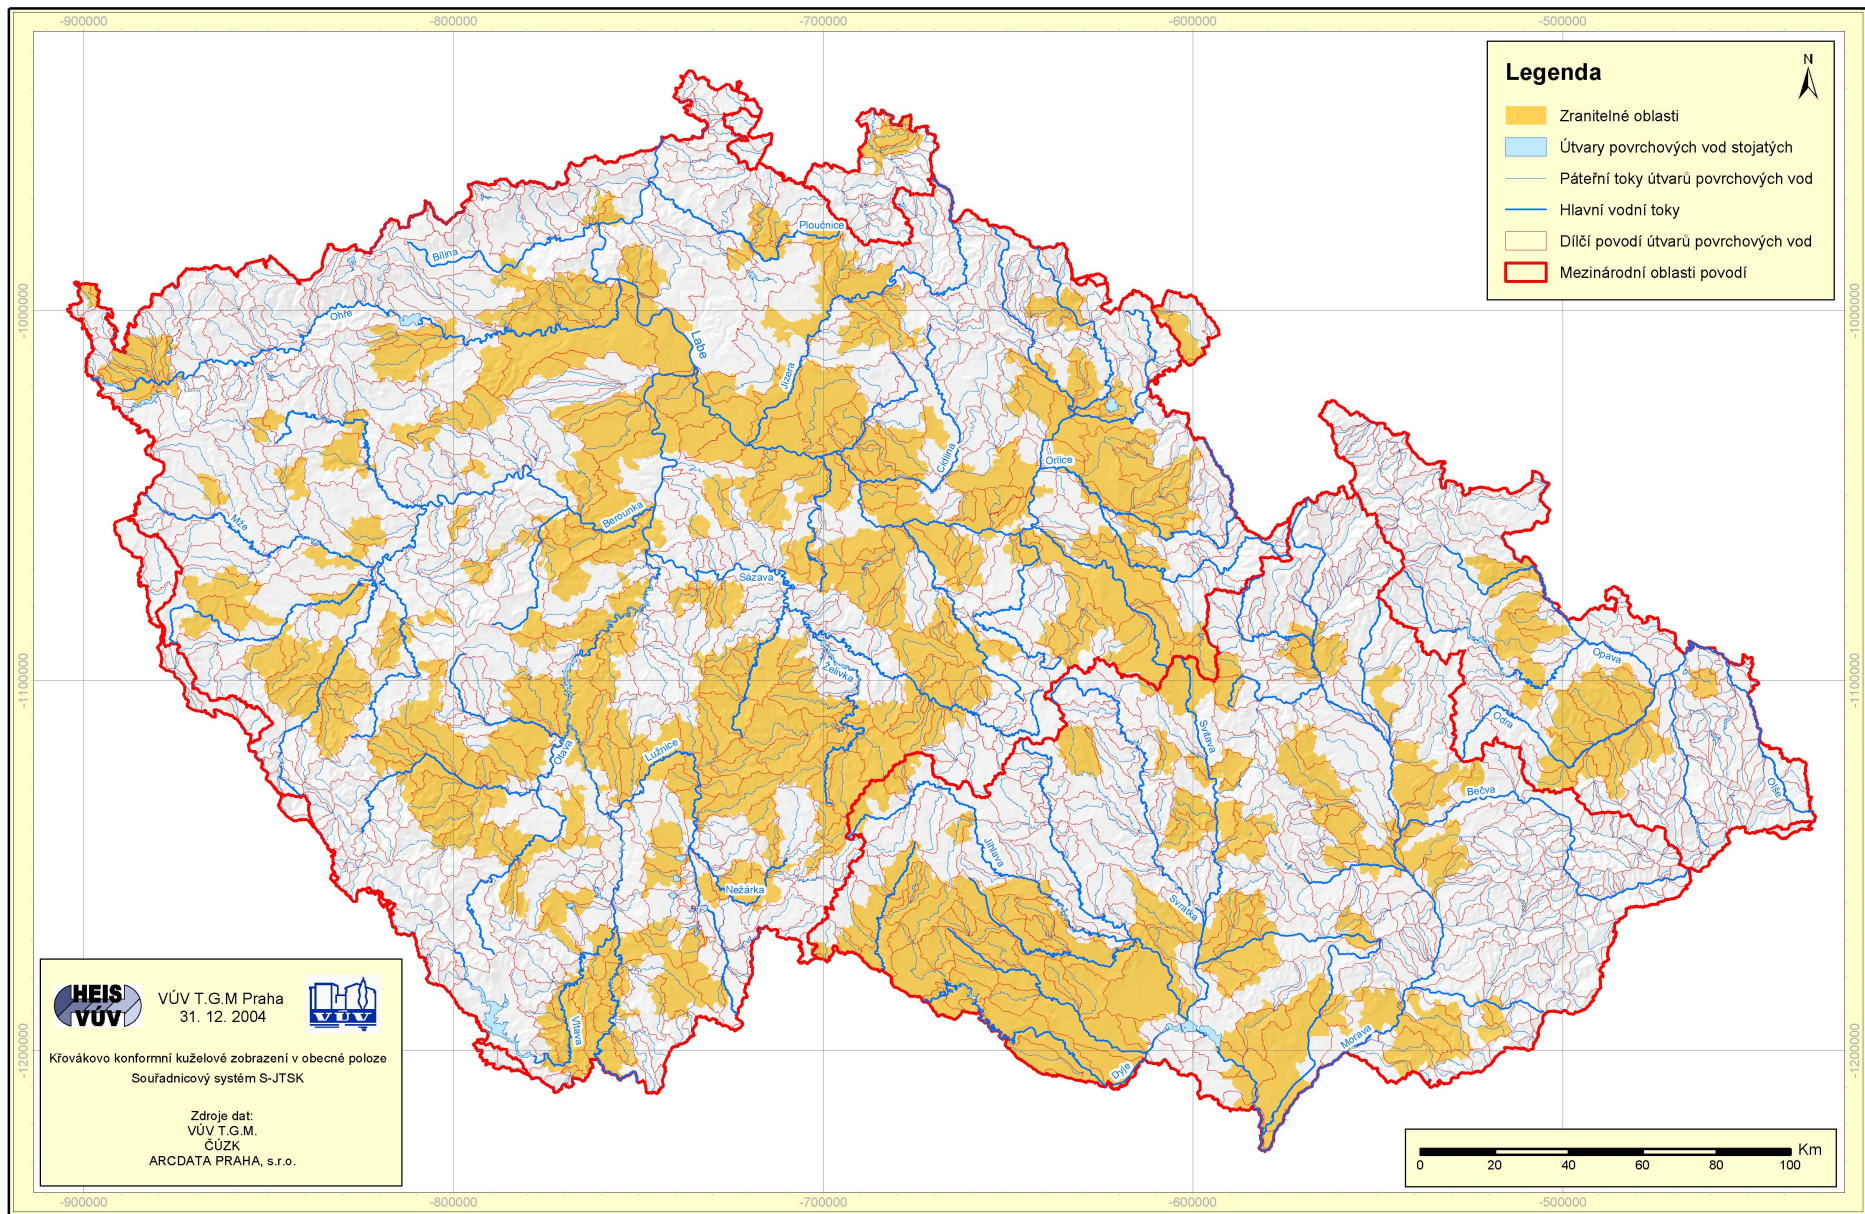 -900000
-800000
-700000
-600000
-500000
Legenda
N
Zranitelné oblasti
Útvary povrchových vod stojatých
Páteřní toky útvarů povrchových vod
Hlavní vodní toky
Dílčí povodí útvarů povrchových vod
Mezinárodní oblasti povodí
-1000000
-1000000
-1100000
-1100000
-1200000
-1200000
Ploučnice
Bílina
Ohře
Labe
Jizera
Cidlina
Orlice
Mže
Berounka
Sázava
Želivka
Opava
Odra
Svitava
Otava
Lužnice
Bečva
Olše
Jihlava
Nežárka
Svratka
Vltava
Morava
Dyje
HEIS
VÚV
VÚV T.G.M Praha
31. 12. 2004
VÚV
Křovákovo konformní kuželové zobrazení v obecné poloze
Souřadnicový systém S-JTSK
Zdroje dat:
VÚV T.G.M.
ČÚZK
ARCDATA PRAHA, s.r.o.
Km
0 20 40 60 80 100
-900000
-800000
-700000
-600000
-500000